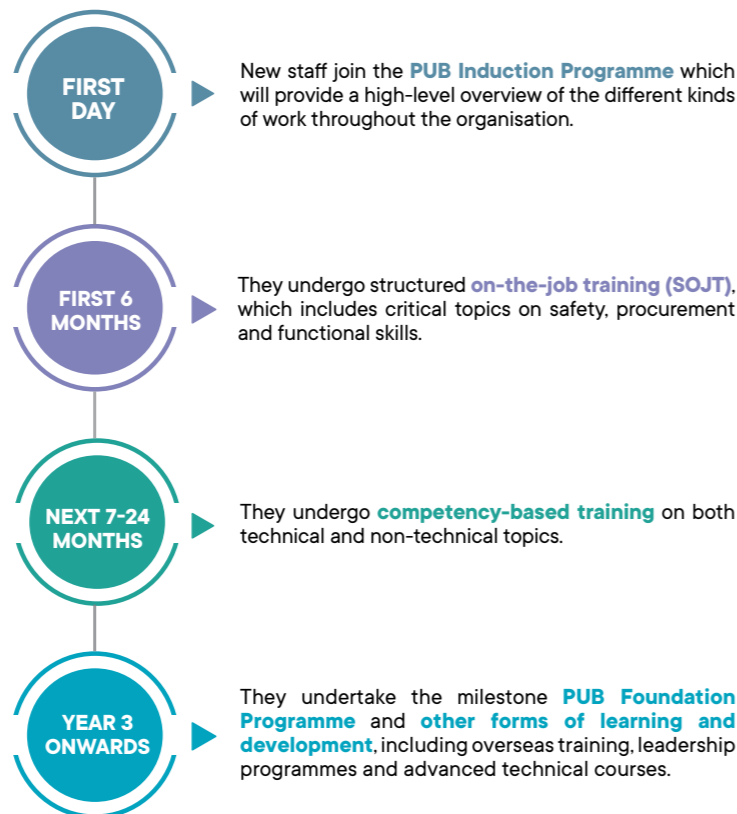 FIRST
DAY
New staff join the PUB Induction Programme which
will provide a high-level overview of the different kinds
of work throughout the organisation.
FIRST 6
MONTHS
They undergo structured on-the-job training (SOJT),
which includes critical topics on safety, procurement
and functional skills.
NEXT 7-24
MONTHS
They undergo competency-based training on both
technical and non-technical topics.
YEAR 3
ONWARDS
They undertake the milestone PUB Foundation
Programme and other forms of learning and
development, including overseas training, leadership
programmes and advanced technical courses.